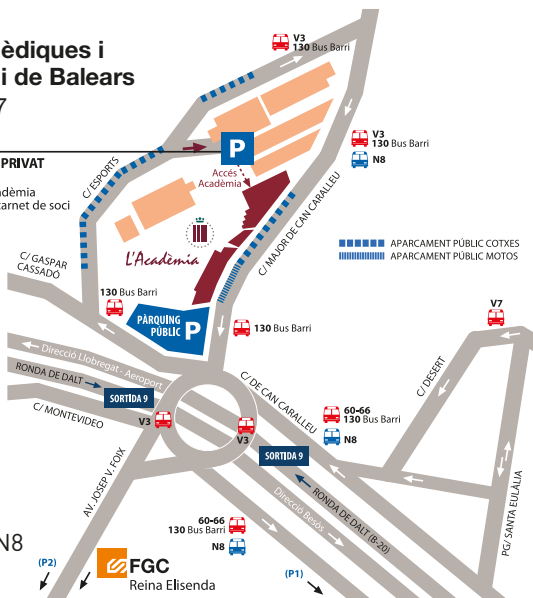 èdiques i
i de Balears
7
V3
130 Bus Barri
P
PRIVAT
adèmia
carnet de soci
Accés
Acadèmia
C/ ESPORTS
V3
130 Bus Barri
N8
C/ MAJOR DE CAN CARALLEU
L'Acadèmia
APARCAMENT PÚBLIC COTXES
APARCAMENT PÚBLIC MOTOS
C/ GASPAR
CASSADÓ
130 Bus Barri
PÀRQUING
PÚBLIC P
130 Bus Barri
V7
Direcció Llobregat - Aeroport
RONDA DE DALT
SORTIDA 9
C/ MONTEVIDEO
V3
V3
C/ DE CAN CARALLEU
C/ DESERT
60-66
130 Bus Barri
N8
SORTIDA 9
RONDA DE DALT (B-20)
Direcció Besòs
PG/ SANTA EULÀLIA
AV. JOSEP V. FOIX
60-66
130 Bus Barri
N8
N8
(P2)
FGC
Reina Elisenda
(P1)